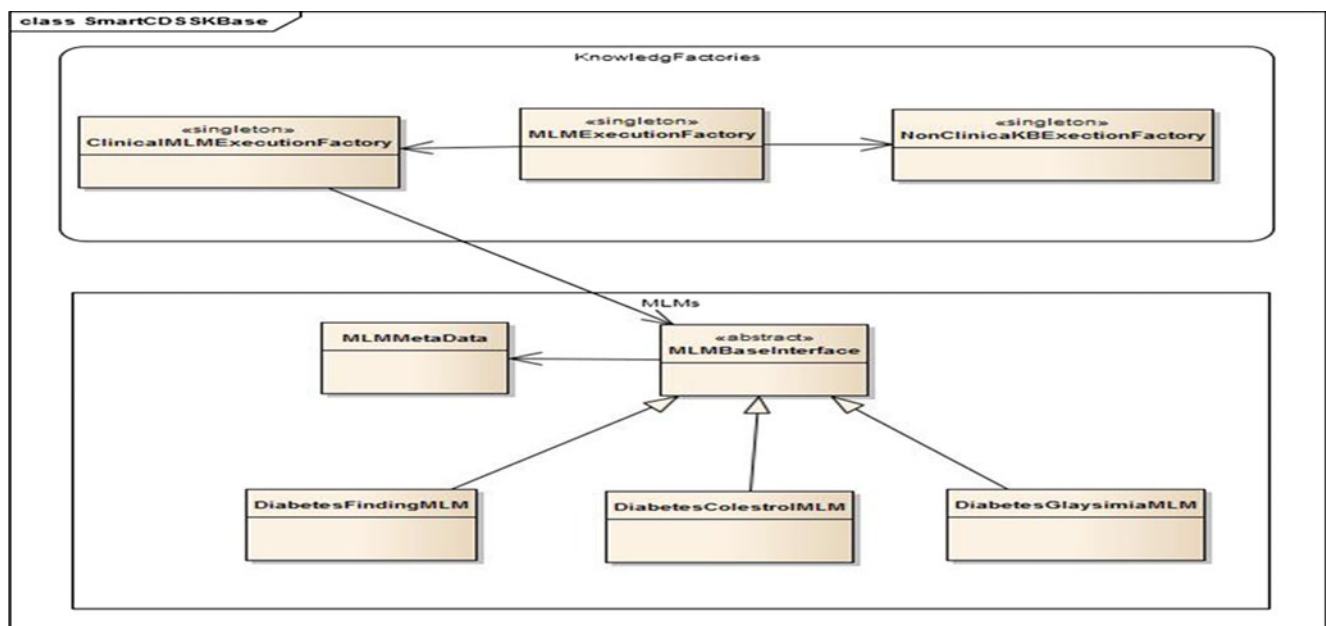 class SmartCDSSKBase
KnowledgFactories
«singleton»
ClinicalMLMExecutionFactory
«singleton»
MLMExecutionFactory
«singleton»
NonClinicaKBExectionFactory
MLMs
MLMMetaData
«abstract»
MLMBaseInterface
DiabetesFindingMLM
DiabetesColestrolMLM
DiabetesGlaysimiaMLM